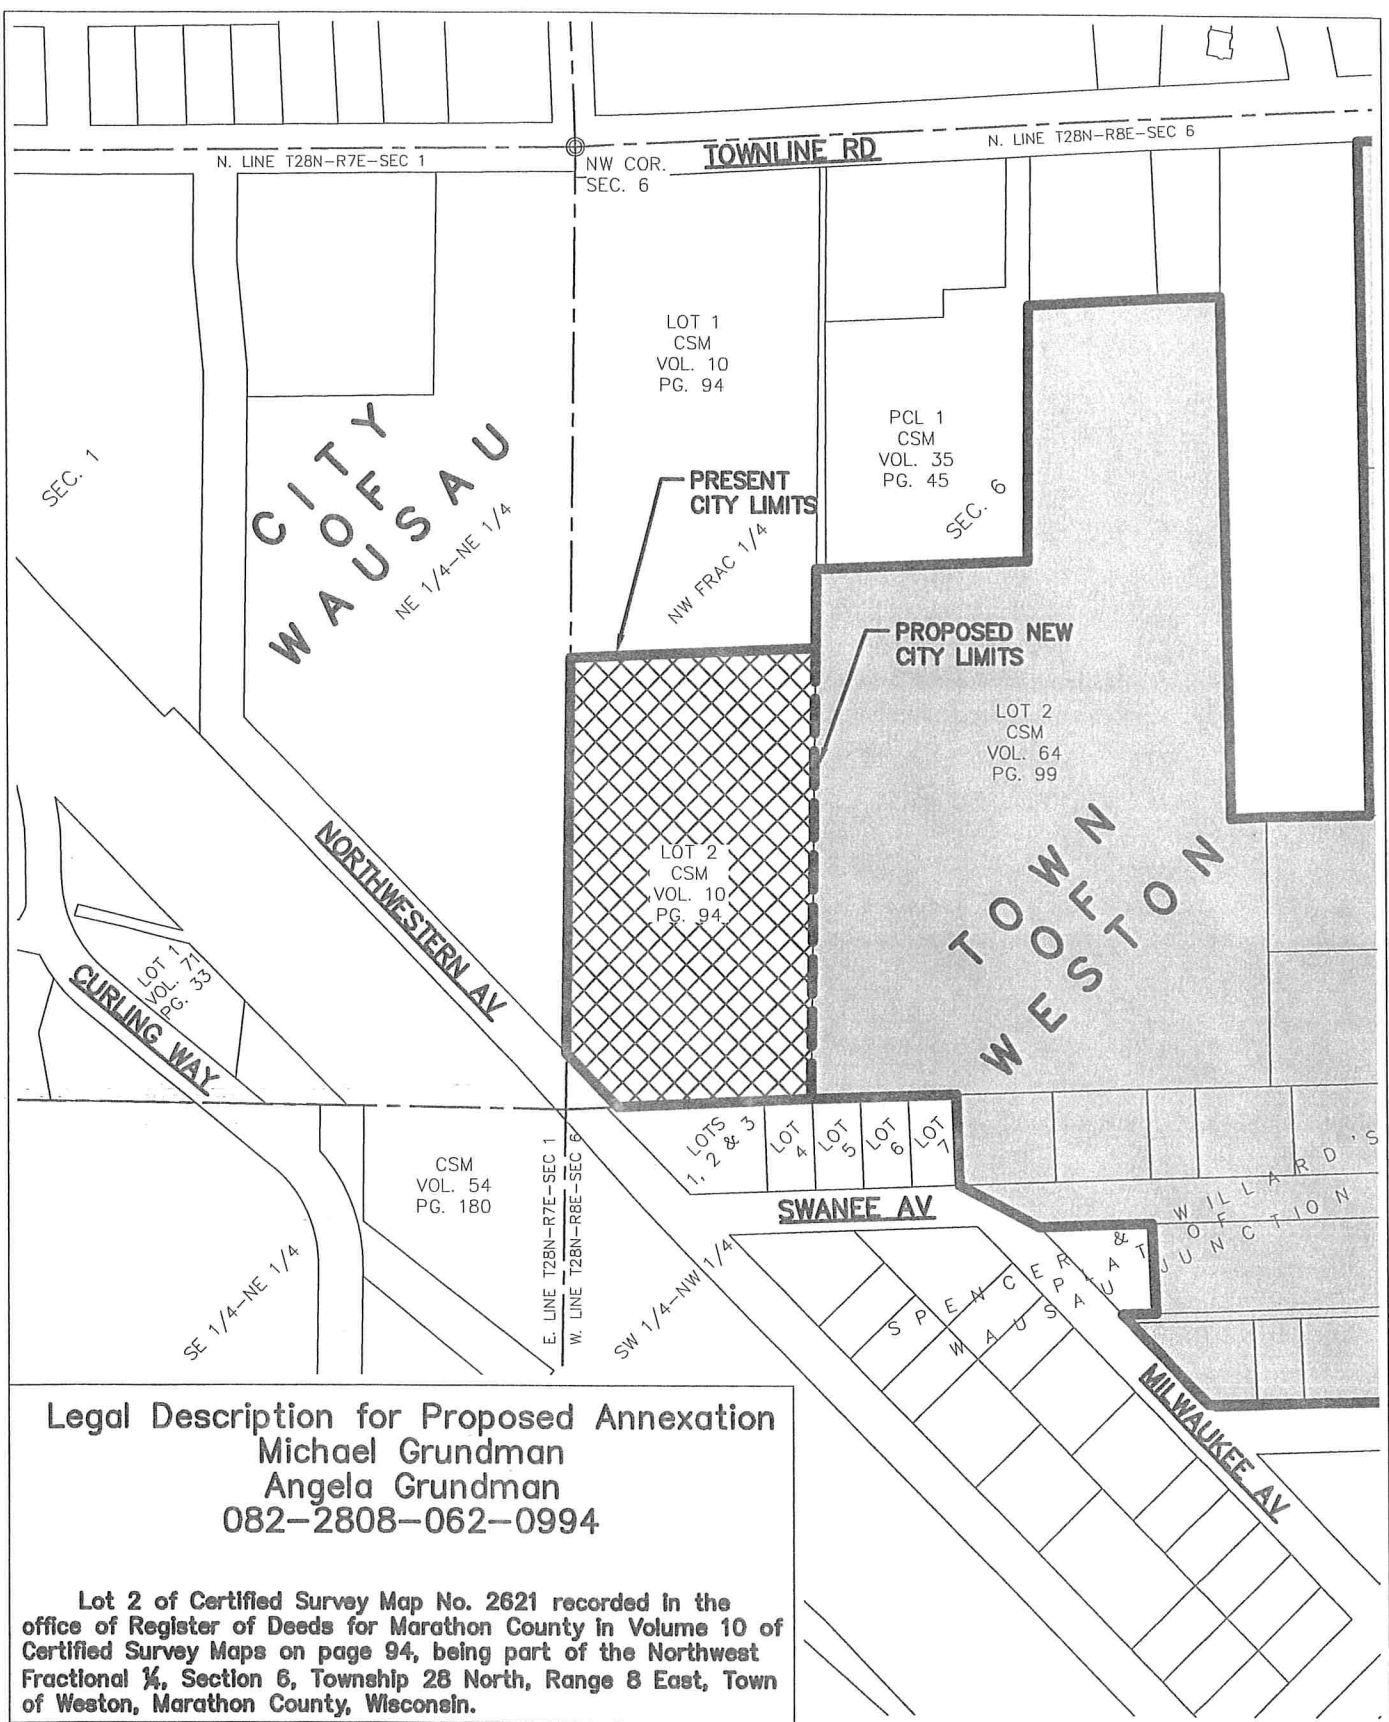 N. LINE T28N-R7E-SEC 1
NW COR.
SEC. 6
TOWNLINE RD
N. LINE T28N-R8E-SEC 6
LOT 1
CSM
VOL. 10
PG. 94
PCL 1
CSM
VOL. 35
PG. 45
SEC. 1
CITY
OF
WAUSAU
NE 1/4-NE 1/4
PRESENT
CITY LIMITS
SEC. 6
NW FRAC 1/4
PROPOSED NEW
CITY LIMITS
LOT 2
CSM
VOL. 64
PG. 99
LOT 2
CSM
VOL. 10
PG. 94
TOWN
OF
WESTON
NORTHWESTERN AV
LOT 1
VOL. 71
PG. 33
CURLING WAY
CSM
VOL. 54
PG. 180
E. LINE T28N-R7E-SEC 1
W. LINE T28N-R8E-SEC 6
LOTS
1, 2 & 3
LOT
4
LOT
5
LOT
6
LOT
7
SWANEE AV
SE 1/4-NE 1/4
SW 1/4-NW 1/4
SPENCER & WILLARD'S
PLAT OF
WAUSAU JUNCTION
MILWAUKEE AV
Legal Description for Proposed Annexation
Michael Grundman
Angela Grundman
082-2808-062-0994
Lot 2 of Certified Survey Map No. 2621 recorded in the
office of Register of Deeds for Marathon County in Volume 10 of
Certified Survey Maps on page 94, being part of the Northwest
Fractional ¼, Section 6, Township 28 North, Range 8 East, Town
of Weston, Marathon County, Wisconsin.